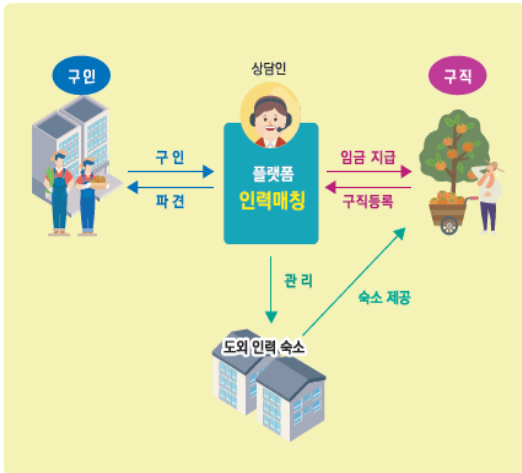 구인
상담인
구직
구 인
파 견
플랫폼
인력매칭
임금 지급
구직등록
관 리
숙소 제공
도외 인력 숙소